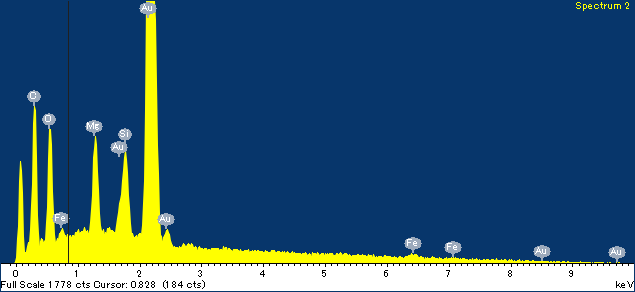 Spectrum 2
Au
C
O
Mg
Si
Au
Fe
Au
Fe
Fe
Au
Au
0 1 2 3 4 5 6 7 8 9
Full Scale 1778 cts Cursor: 0.828 (184 cts) keV